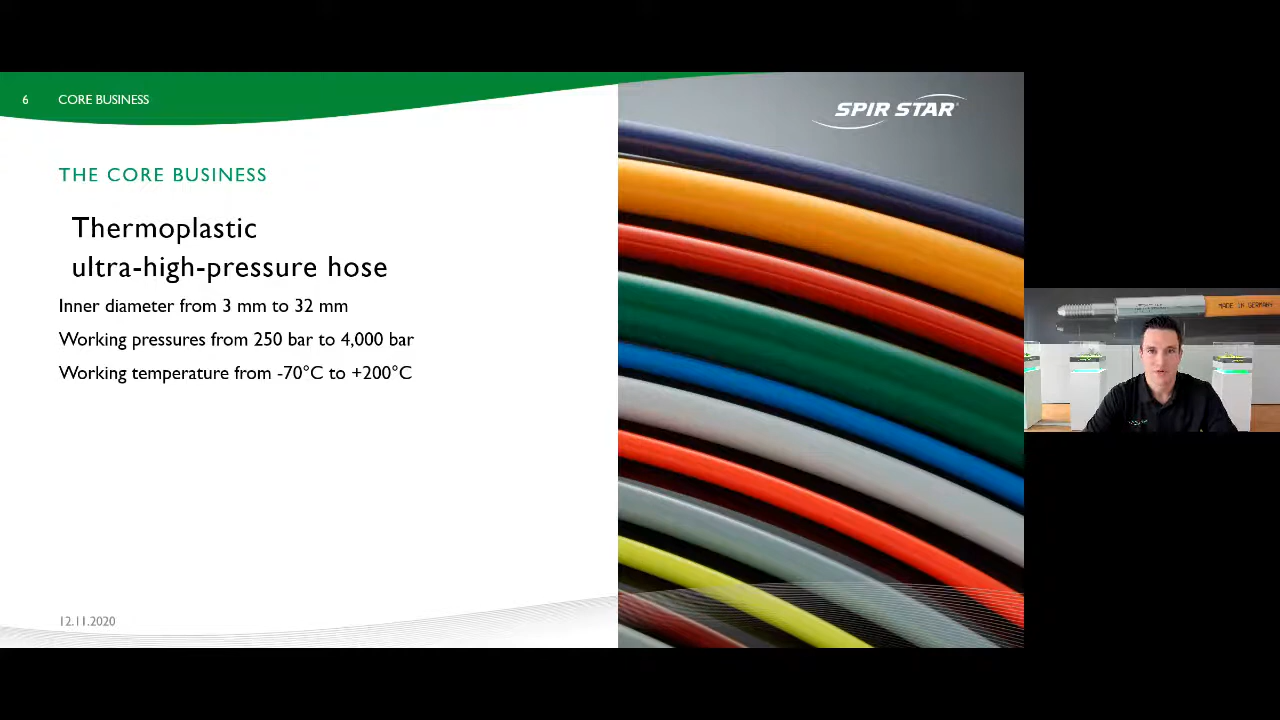 6 CORE BUSINESS
SPIR STAR
THE CORE BUSINESS
Thermoplastic
ultra-high-pressure hose
Inner diameter from 3 mm to 32 mm
Working pressures from 250 bar to 4,000 bar
Working temperature from -70°C to +200°C
12.11.2020
MADE IN GERMANY